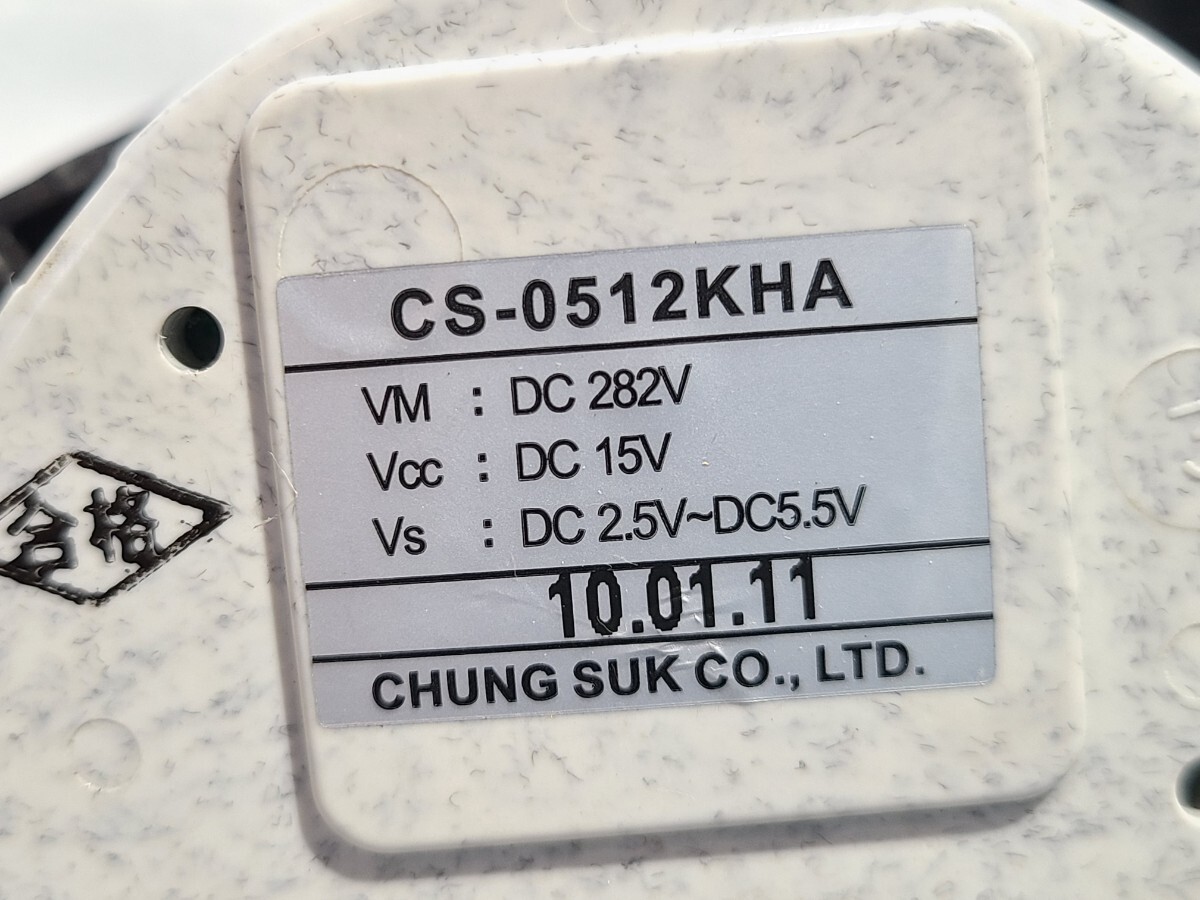 CS-0512KHA
VM : DC 282V
Vcc : DC 15V
Vs : DC 2.5V~DC5.5V
10.01.11
CHUNG SUK CO., LTD.
合格